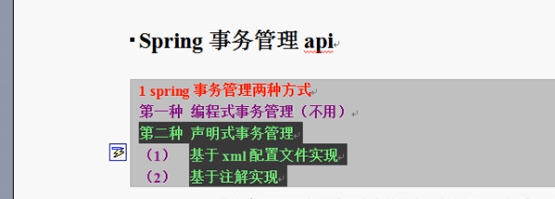 ▪Spring 事务管理 api
1 spring 事务管理两种方式
第一种 编程式事务管理（不用）
第二种 声明式事务管理
（1） 基于 xml 配置文件实现
（2） 基于注解实现